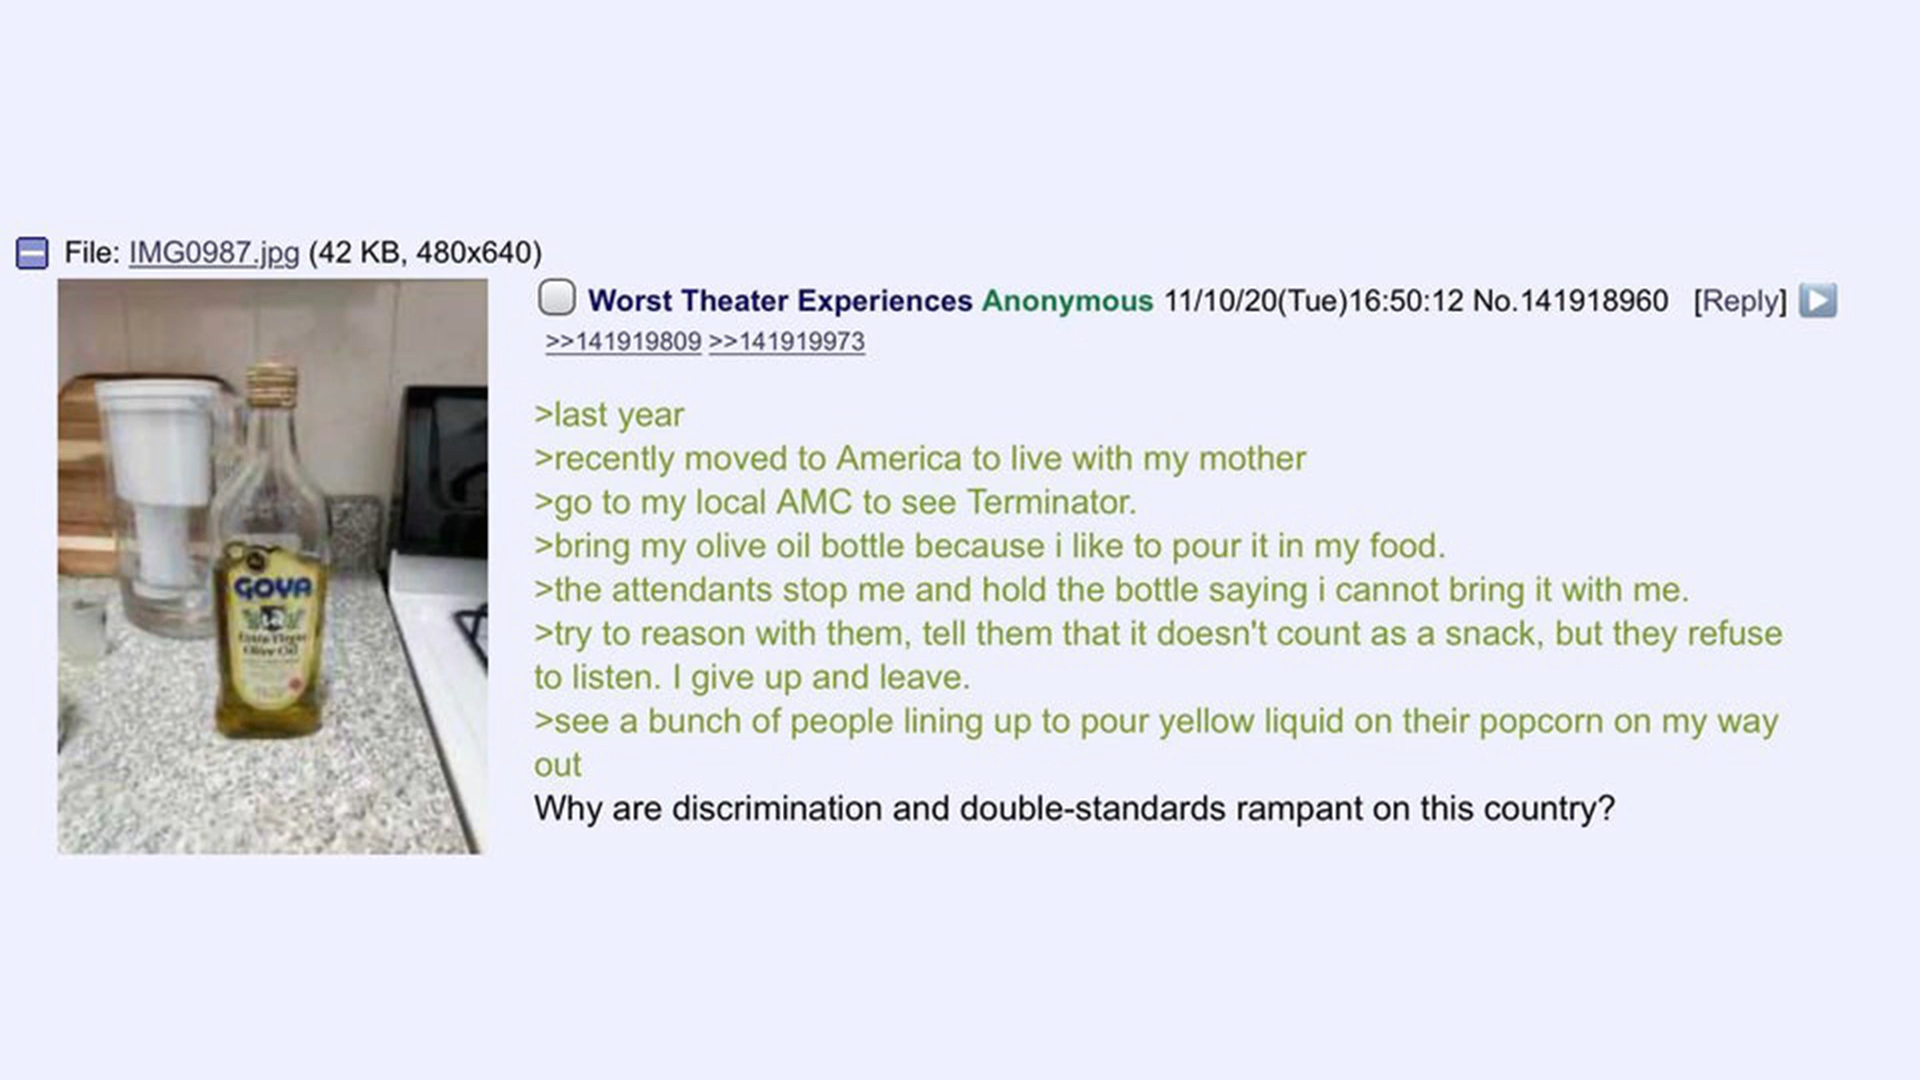 File: IMG0987.jpg (42 KB, 480x640)
Worst Theater Experiences Anonymous 11/10/20(Tue)16:50:12 No.141918960 [Reply]
>>141919809 >>141919973
>last year
>recently moved to America to live with my mother
>go to my local AMC to see Terminator.
>bring my olive oil bottle because i like to pour it in my food.
>the attendants stop me and hold the bottle saying i cannot bring it with me.
>try to reason with them, tell them that it doesn't count as a snack, but they refuse
to listen. I give up and leave.
>see a bunch of people lining up to pour yellow liquid on their popcorn on my way
out
Why are discrimination and double-standards rampant on this country?
GOYA
Extra Virgin
Olive Oil